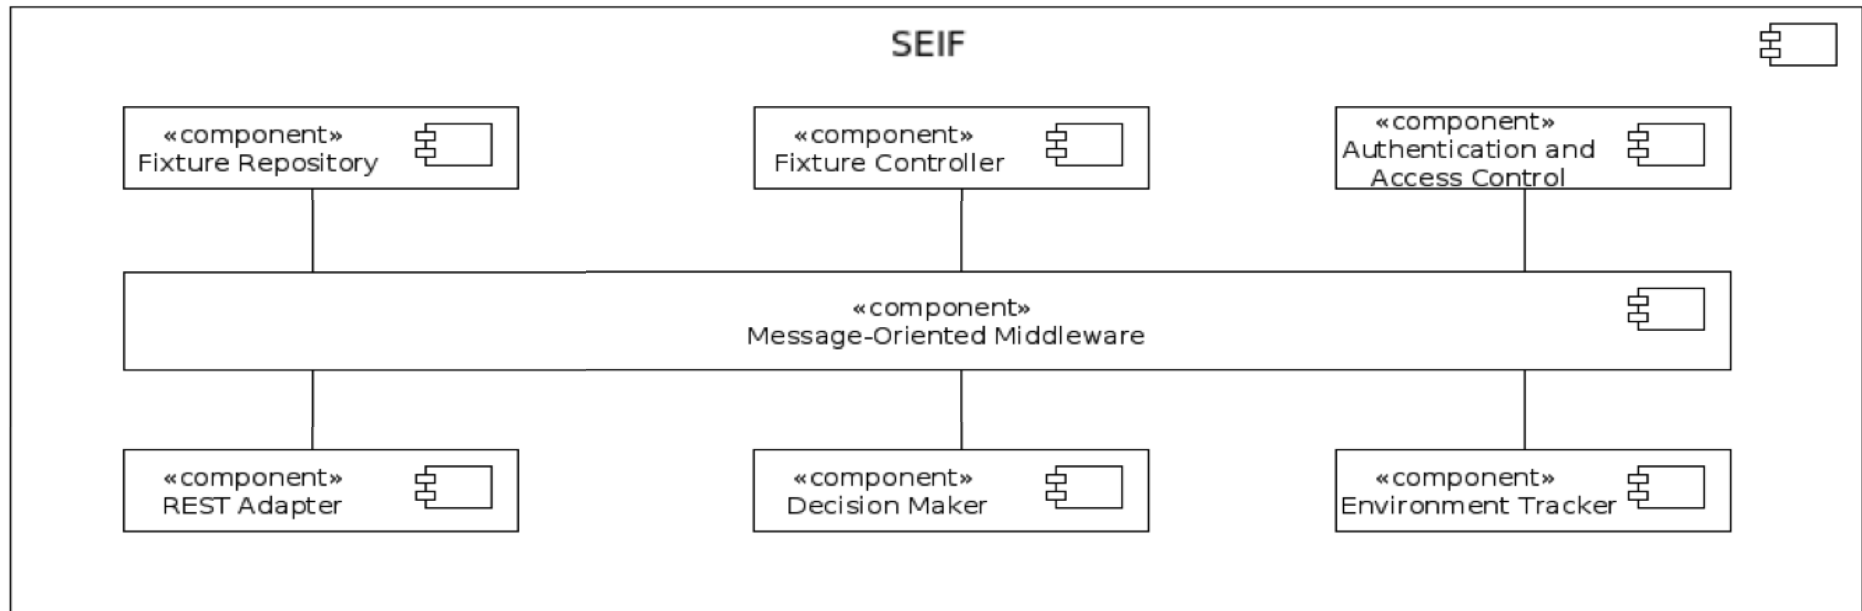 SEIF
«component»
Fixture Repository
«component»
Fixture Controller
«component»
Authentication and
Access Control
«component»
Message-Oriented Middleware
«component»
REST Adapter
«component»
Decision Maker
«component»
Environment Tracker